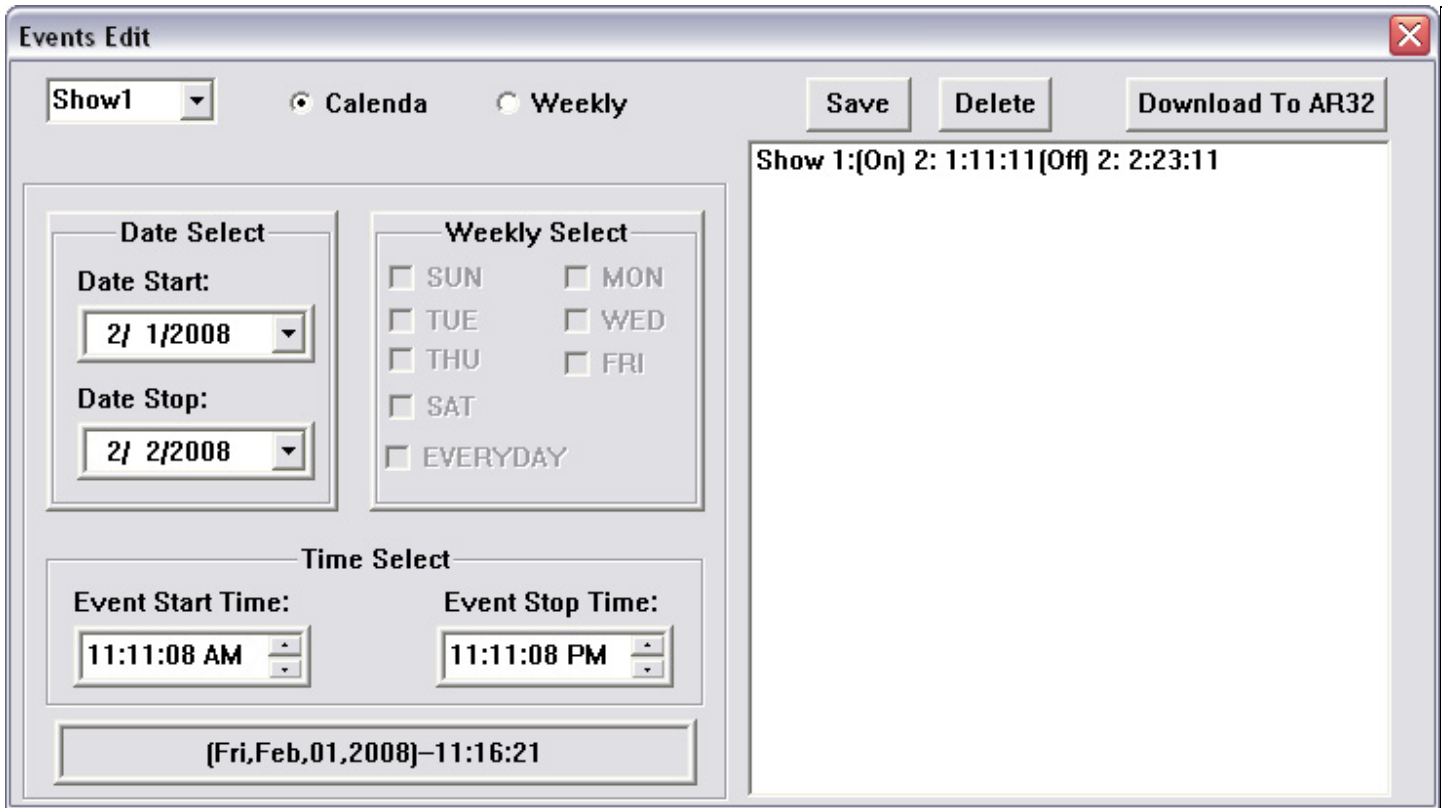 Events Edit
Show1 Calenda Weekly Save Delete Download To AR32
Show 1:(On) 2: 1:11:11(Off) 2: 2:23:11
Date Select
Date Start:
2/ 1/2008
Date Stop:
2/ 2/2008
Weekly Select
SUN MON
TUE WED
THU FRI
SAT
EVERYDAY
Time Select
Event Start Time: Event Stop Time:
11:11:08 AM 11:11:08 PM
(Fri,Feb,01,2008)–11:16:21